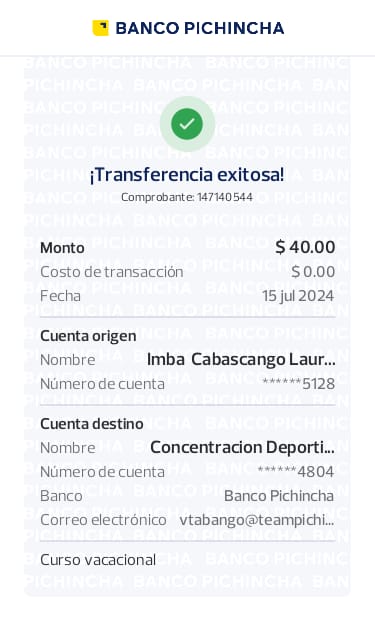 BANCO PICHINCHA
¡Transferencia exitosa!
Comprobante: 147140544
Monto $ 40.00
Costo de transacción $ 0.00
Fecha 15 jul 2024
Cuenta origen
Nombre Imba Cabascango Laur...
Número de cuenta ******5128
Cuenta destino
Nombre Concentracion Deporti...
Número de cuenta ******4804
Banco Banco Pichincha
Correo electrónico vtabango@teampichi...
Curso vacacional